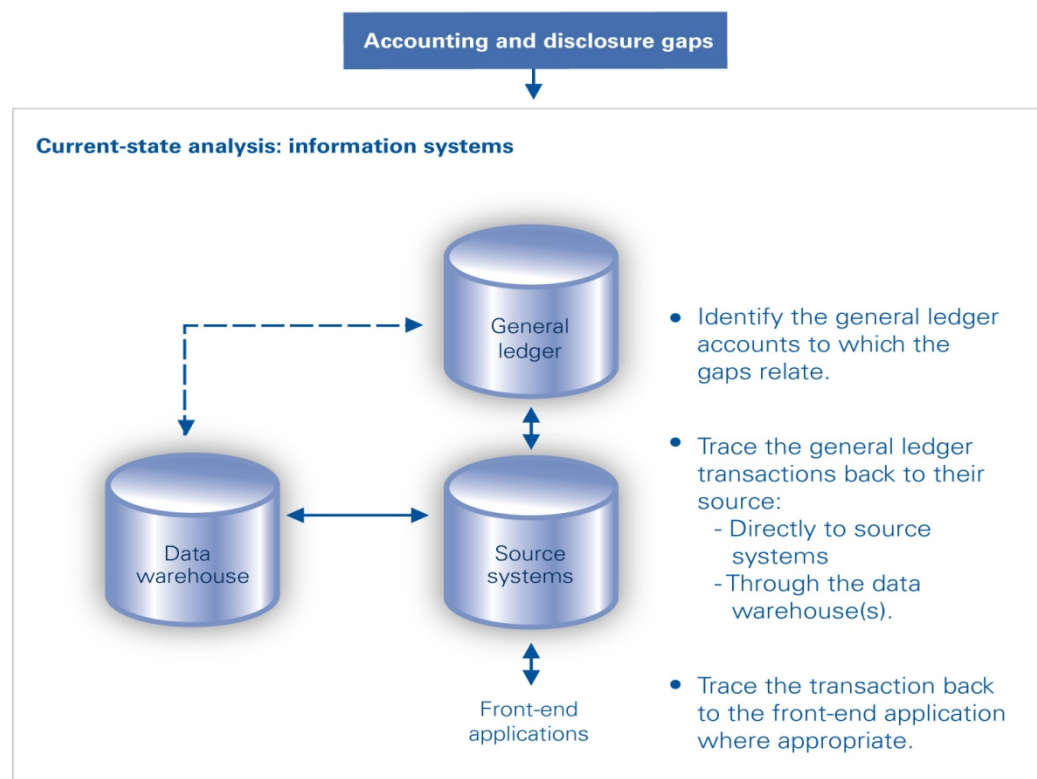 Accounting and disclosure gaps
Current-state analysis: information systems
General
ledger
Data
warehouse
Source
systems
Front-end
applications
• Identify the general ledger
accounts to which the
gaps relate.
• Trace the general ledger
transactions back to their
source:
- Directly to source
systems
- Through the data
warehouse(s).
• Trace the transaction back
to the front-end application
where appropriate.